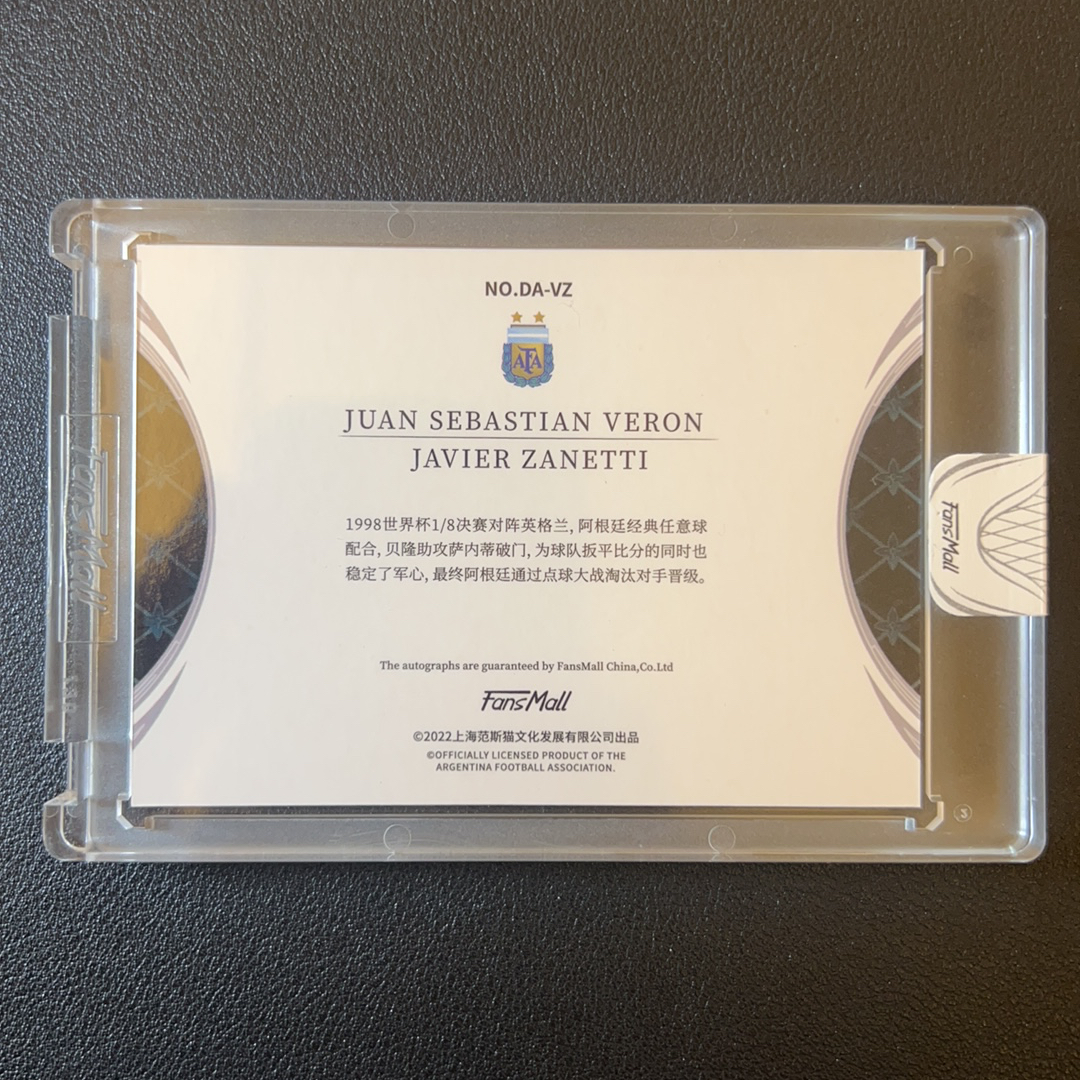 NO.DA-VZ
AFA
JUAN SEBASTIAN VERON
JAVIER ZANETTI
1998世界杯1/8决赛对阵英格兰, 阿根廷经典任意球
配合, 贝隆助攻萨内蒂破门, 为球队扳平比分的同时也
稳定了军心, 最终阿根廷通过点球大战淘汰对手晋级。
The autographs are guaranteed by FansMall China,Co.Ltd
FansMall
©2022上海范斯猫文化发展有限公司出品
©OFFICIALLY LICENSED PRODUCT OF THE
ARGENTINA FOOTBALL ASSOCIATION.
FansMall
FansMall
3